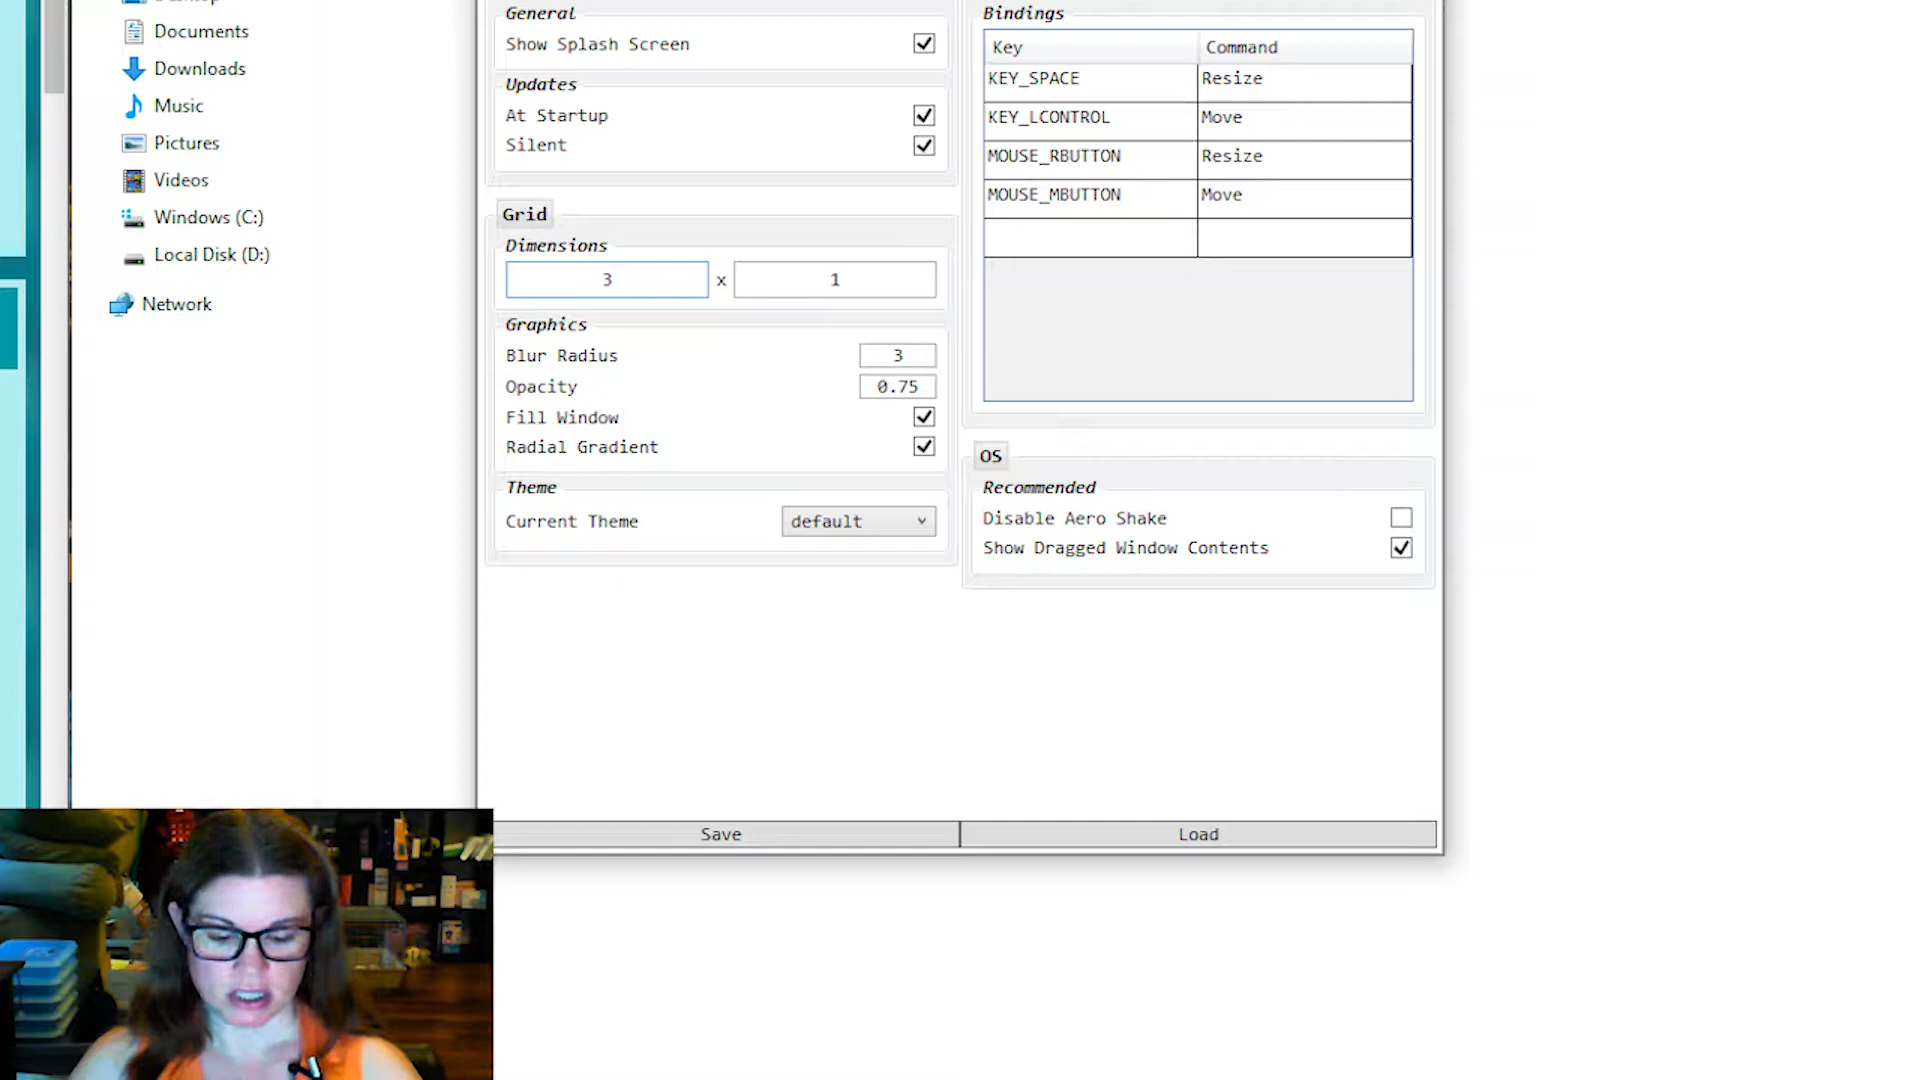 Documents
Downloads
Music
Pictures
Videos
Windows (C:)
Local Disk (D:)
Network
General
Show Splash Screen
Updates
At Startup
Silent
Grid
Dimensions
3 x 1
Graphics
Blur Radius 3
Opacity 0.75
Fill Window
Radial Gradient
Theme
Current Theme default
Bindings
Key Command
KEY_SPACE Resize
KEY_LCONTROL Move
MOUSE_RBUTTON Resize
MOUSE_MBUTTON Move
OS
Recommended
Disable Aero Shake
Show Dragged Window Contents
Save Load